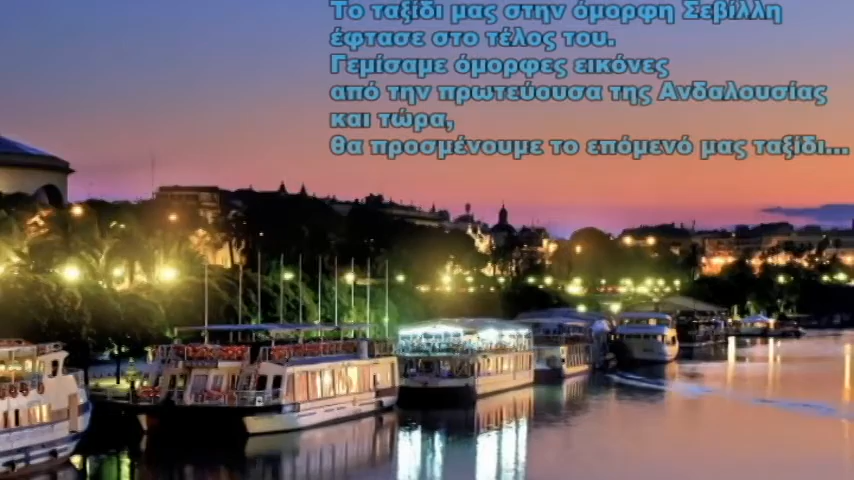 Το ταξίδι μας στην όμορφη Σεβίλλη
έφτασε στο τέλος του.
Γεμίσαμε όμορφες εικόνες
από την πρωτεύουσα της Ανδαλουσίας
και τώρα,
θα προσμένουμε το επόμενό μας ταξίδι...